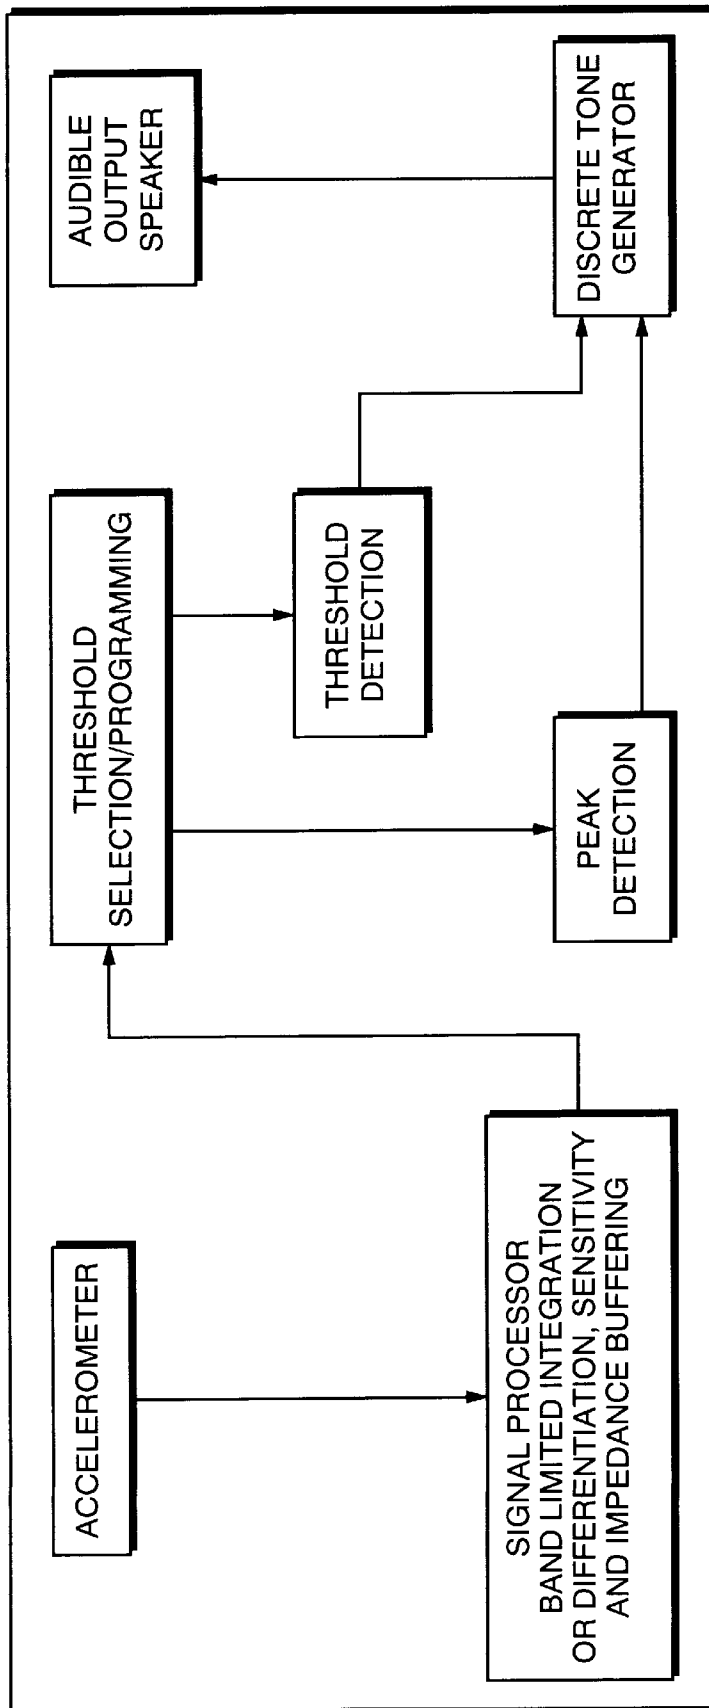 ACCELEROMETER
SIGNAL PROCESSOR
BAND LIMITED INTEGRATION
OR DIFFERENTIATION, SENSITIVITY
AND IMPEDANCE BUFFERING
THRESHOLD
SELECTION/PROGRAMMING
THRESHOLD
DETECTION
PEAK
DETECTION
AUDIBLE
OUTPUT
SPEAKER
DISCRETE TONE
GENERATOR